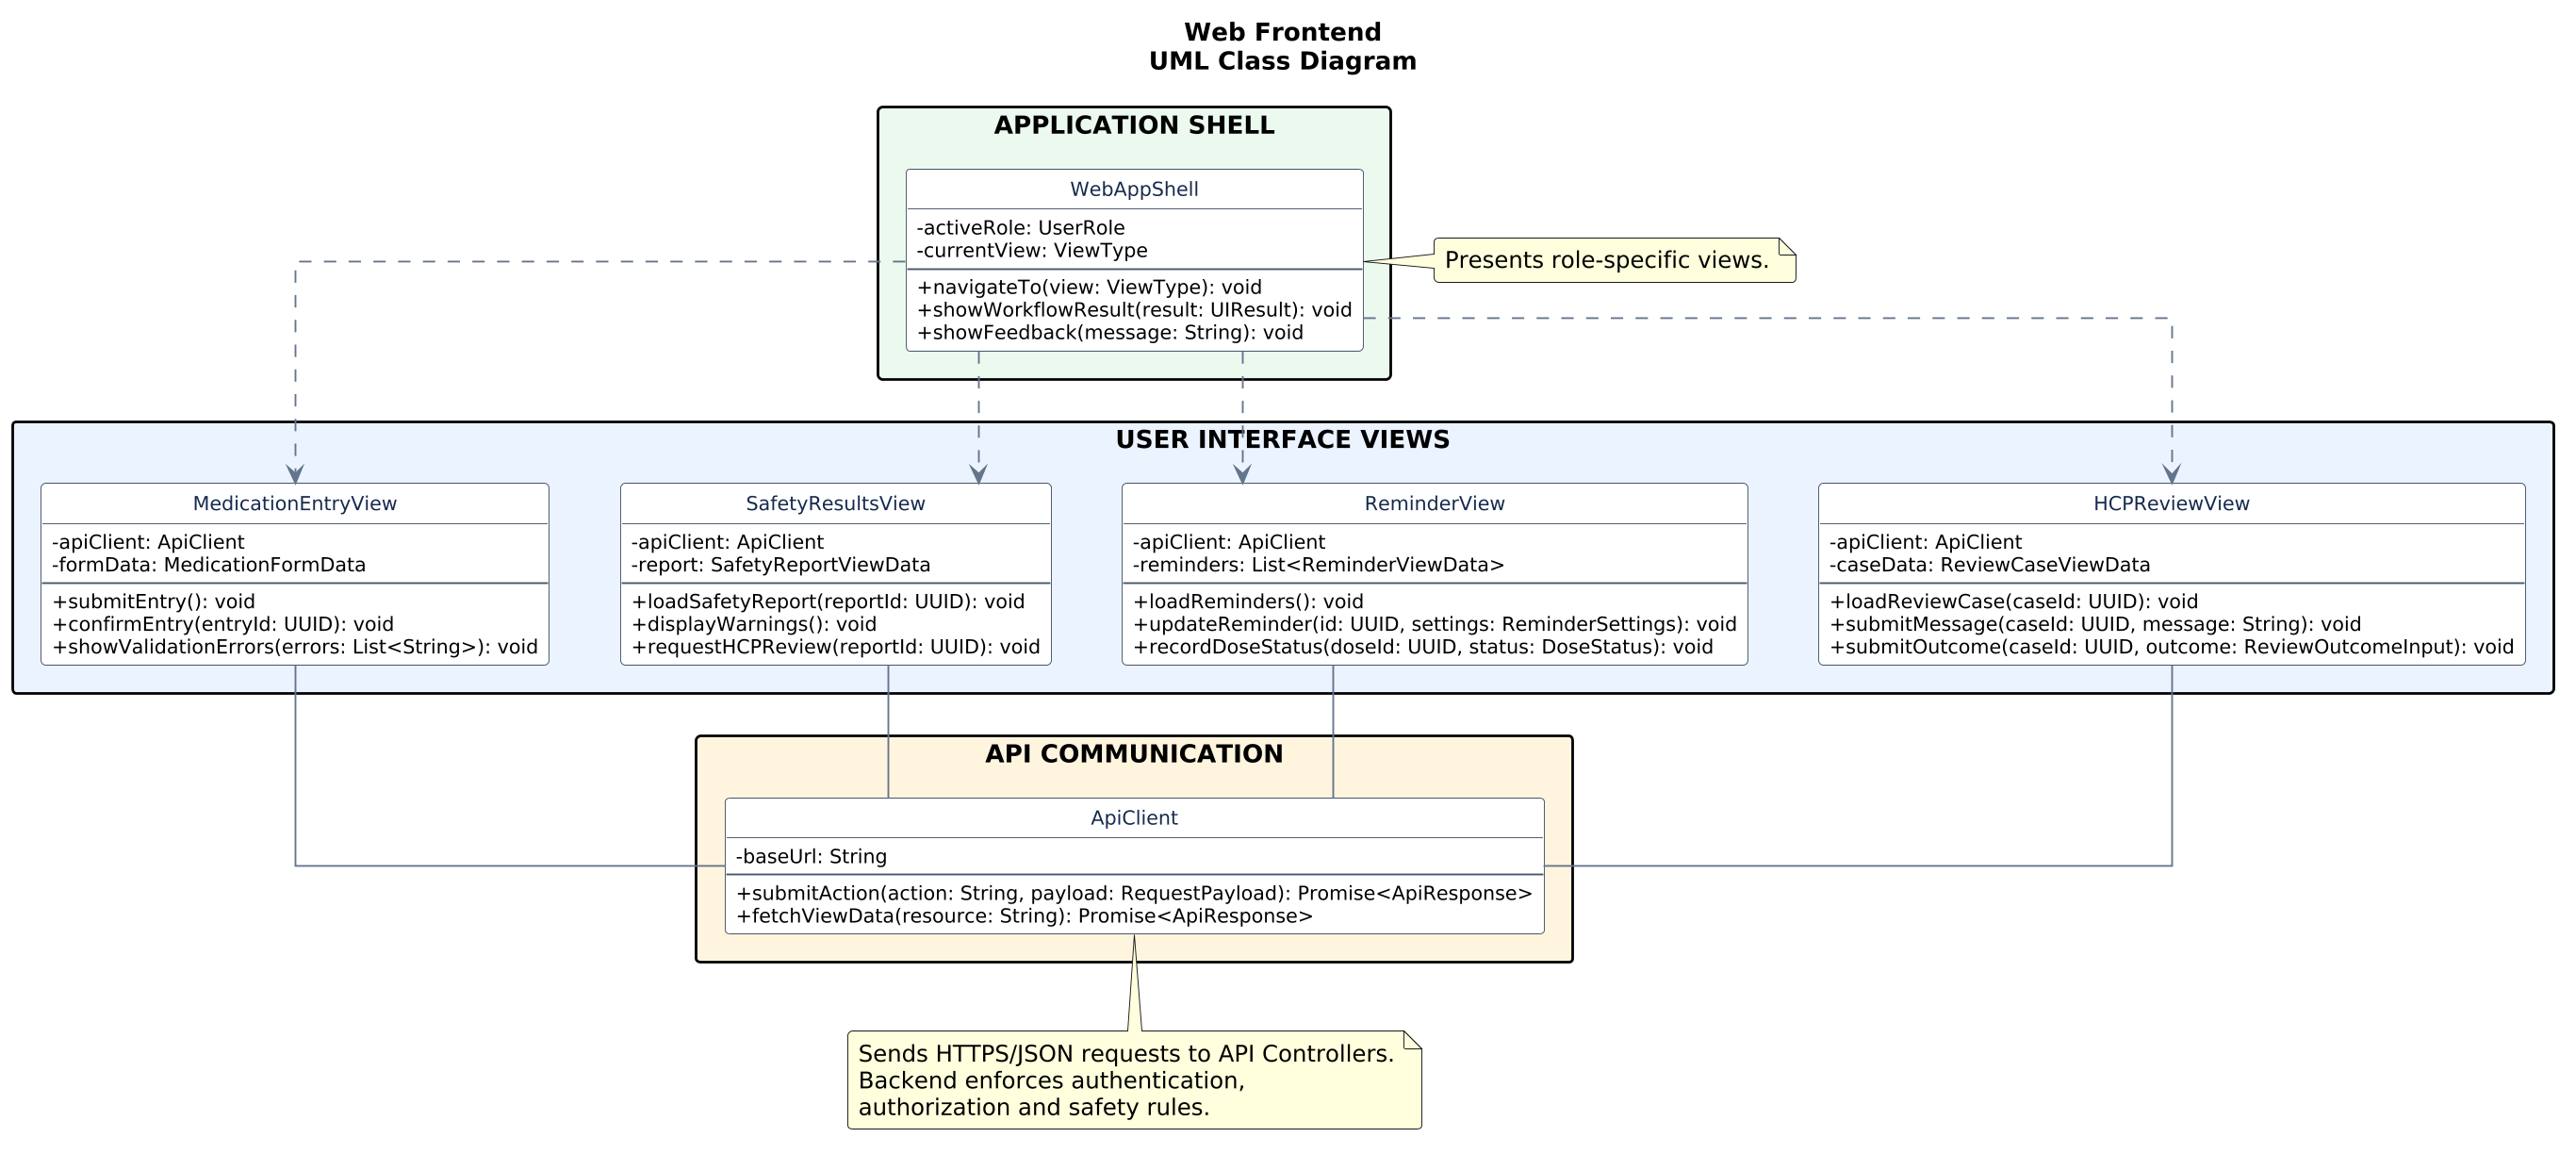 Web Frontend
UML Class Diagram
APPLICATION SHELL
WebAppShell
-activeRole: UserRole
-currentView: ViewType
+navigateTo(view: ViewType): void
+showWorkflowResult(result: UIResult): void
+showFeedback(message: String): void
Presents role-specific views.
USER INTERFACE VIEWS
MedicationEntryView
-apiClient: ApiClient
-formData: MedicationFormData
+submitEntry(): void
+confirmEntry(entryId: UUID): void
+showValidationErrors(errors: List<String>): void
SafetyResultsView
-apiClient: ApiClient
-report: SafetyReportViewData
+loadSafetyReport(reportId: UUID): void
+displayWarnings(): void
+requestHCPReview(reportId: UUID): void
ReminderView
-apiClient: ApiClient
-reminders: List<ReminderViewData>
+loadReminders(): void
+updateReminder(id: UUID, settings: ReminderSettings): void
+recordDoseStatus(doseId: UUID, status: DoseStatus): void
HCPReviewView
-apiClient: ApiClient
-caseData: ReviewCaseViewData
+loadReviewCase(caseId: UUID): void
+submitMessage(caseId: UUID, message: String): void
+submitOutcome(caseId: UUID, outcome: ReviewOutcomeInput): void
API COMMUNICATION
ApiClient
-baseUrl: String
+submitAction(action: String, payload: RequestPayload): Promise<ApiResponse>
+fetchViewData(resource: String): Promise<ApiResponse>
Sends HTTPS/JSON requests to API Controllers.
Backend enforces authentication,
authorization and safety rules.